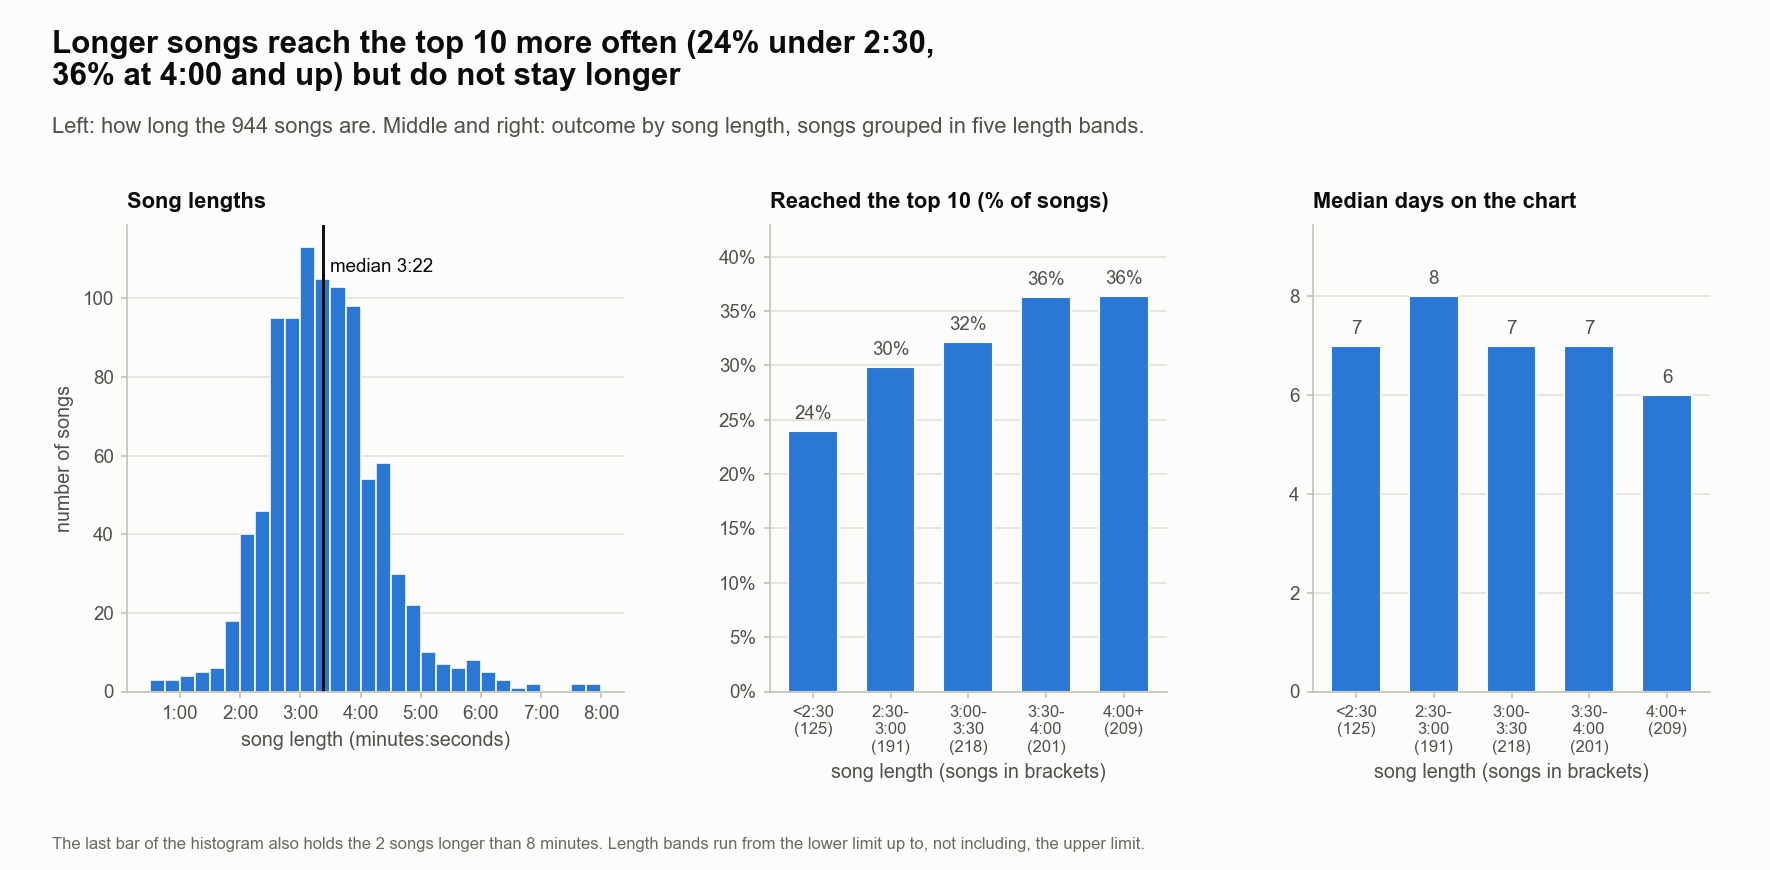 Longer songs reach the top 10 more often (24% under 2:30,
36% at 4:00 and up) but do not stay longer
Left: how long the 944 songs are. Middle and right: outcome by song length, songs grouped in five length bands.
Song lengths
number of songs
100
80
60
40
20
0
median 3:22
1:00 2:00 3:00 4:00 5:00 6:00 7:00 8:00
song length (minutes:seconds)
Reached the top 10 (% of songs)
40%
35%
30%
25%
20%
15%
10%
5%
0%
24% 30% 32% 36% 36%
<2:30 2:30- 3:00- 3:30- 4:00+
(125) 3:00 3:30 4:00 (209)
(191) (218) (201)
song length (songs in brackets)
Median days on the chart
8
6
4
2
0
7 8 7 7 6
<2:30 2:30- 3:00- 3:30- 4:00+
(125) 3:00 3:30 4:00 (209)
(191) (218) (201)
song length (songs in brackets)
The last bar of the histogram also holds the 2 songs longer than 8 minutes. Length bands run from the lower limit up to, not including, the upper limit.